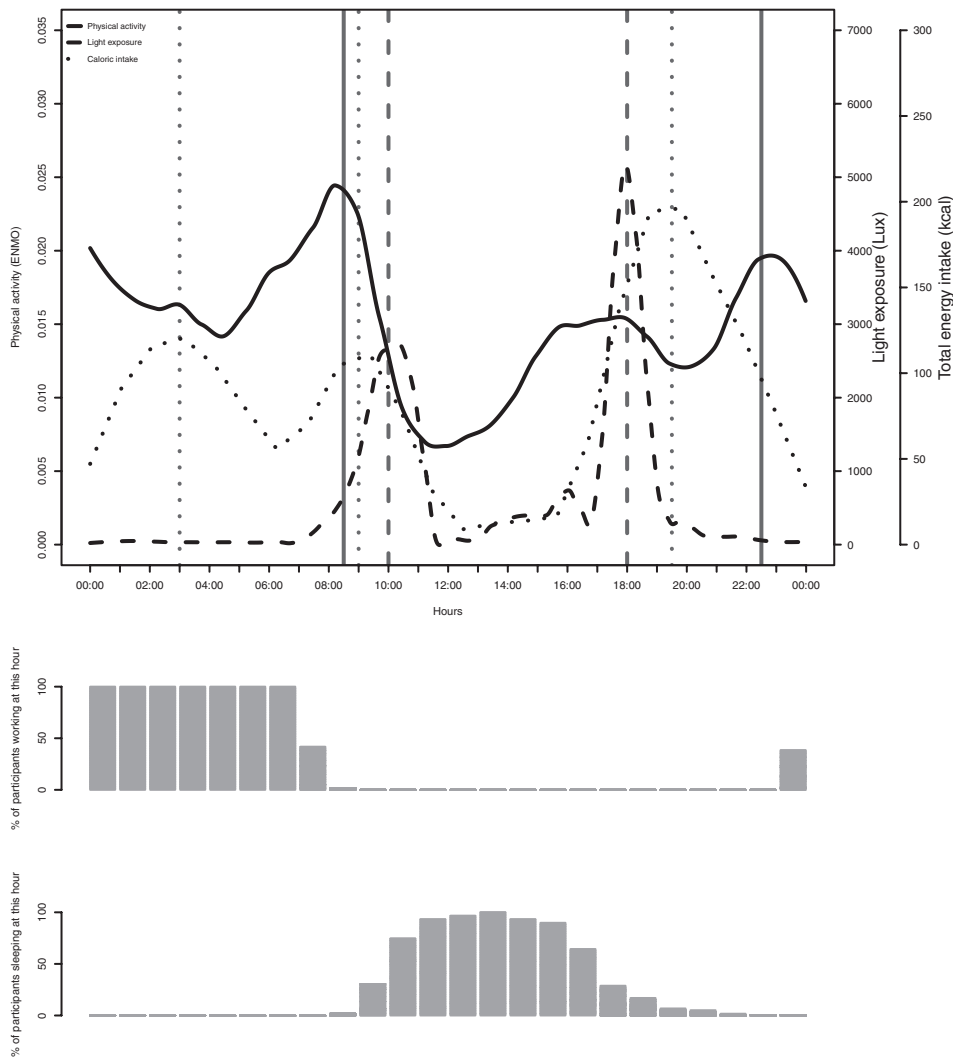 Physical activity
Light exposure
Caloric intake
Physical activity (ENMO)
0.035
0.030
0.025
0.020
0.015
0.010
0.005
0.000
7000
6000
5000
4000
3000
2000
1000
0
Light exposure (Lux)
300
250
200
150
100
50
0
Total energy intake (kcal)
00:00 02:00 04:00 06:00 08:00 10:00 12:00 14:00 16:00 18:00 20:00 22:00 00:00
Hours
% of participants working at this hour
100
50
0
% of participants sleeping at this hour
100
50
0